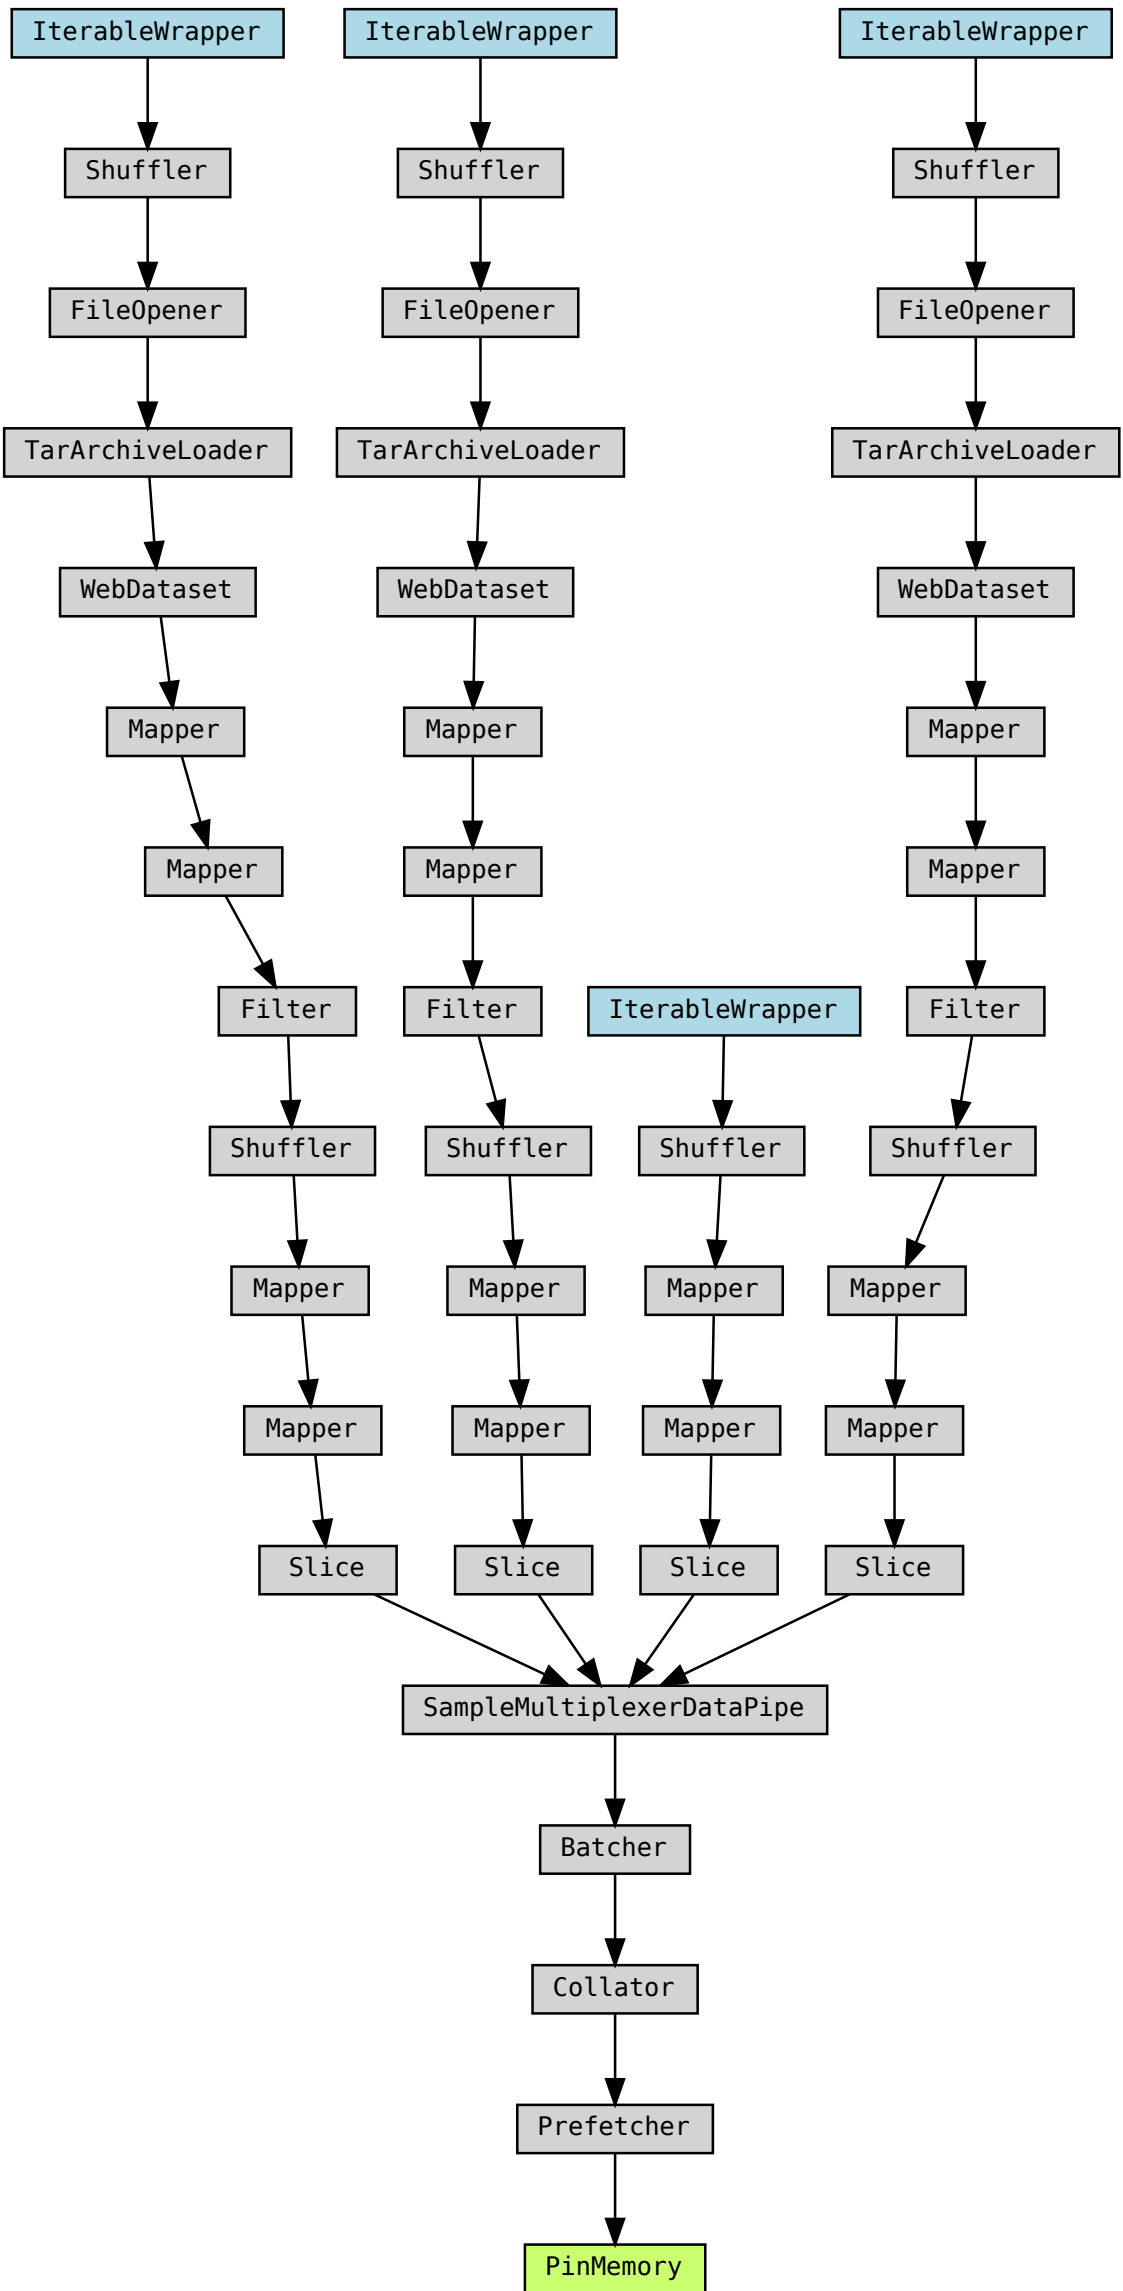 IterableWrapper
IterableWrapper
IterableWrapper
Shuffler
Shuffler
Shuffler
FileOpener
FileOpener
FileOpener
TarArchiveLoader
TarArchiveLoader
TarArchiveLoader
WebDataset
WebDataset
WebDataset
Mapper
Mapper
Mapper
Mapper
Mapper
Mapper
Filter
Filter
IterableWrapper
Filter
Shuffler
Shuffler
Shuffler
Shuffler
Mapper
Mapper
Mapper
Mapper
Mapper
Mapper
Mapper
Mapper
Slice
Slice
Slice
Slice
SampleMultiplexerDataPipe
Batcher
Collator
Prefetcher
PinMemory